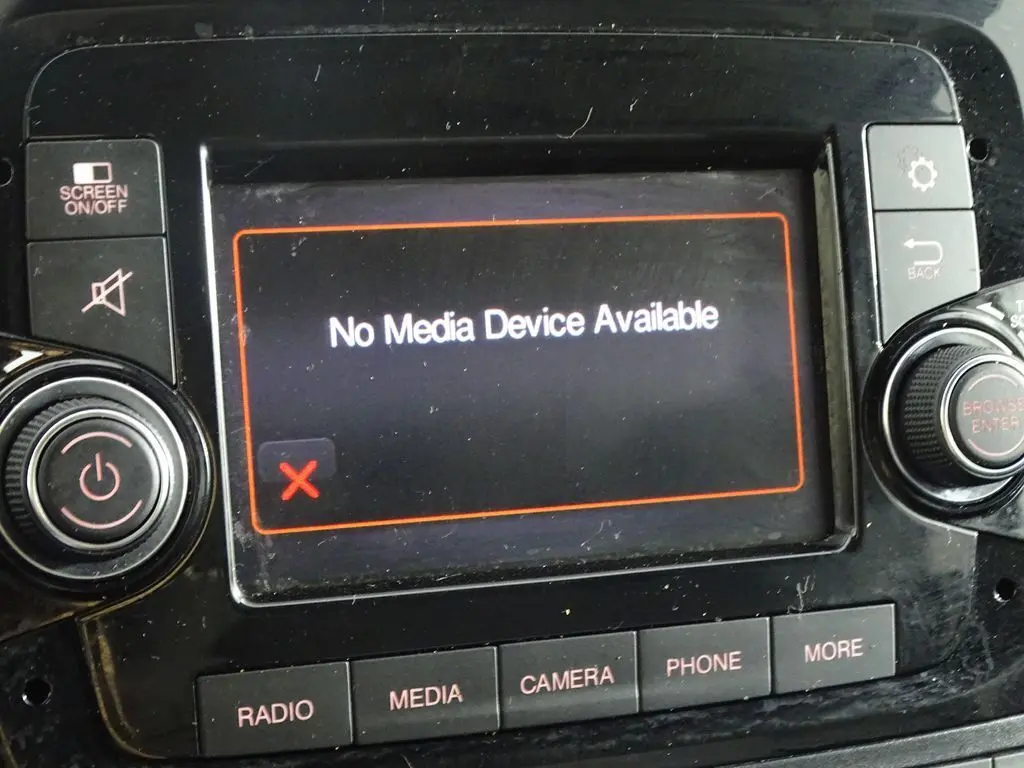 SCREEN
ON/OFF
BACK
No Media Device Available
BROWSE
ENTER
RADIO
MEDIA
CAMERA
PHONE
MORE